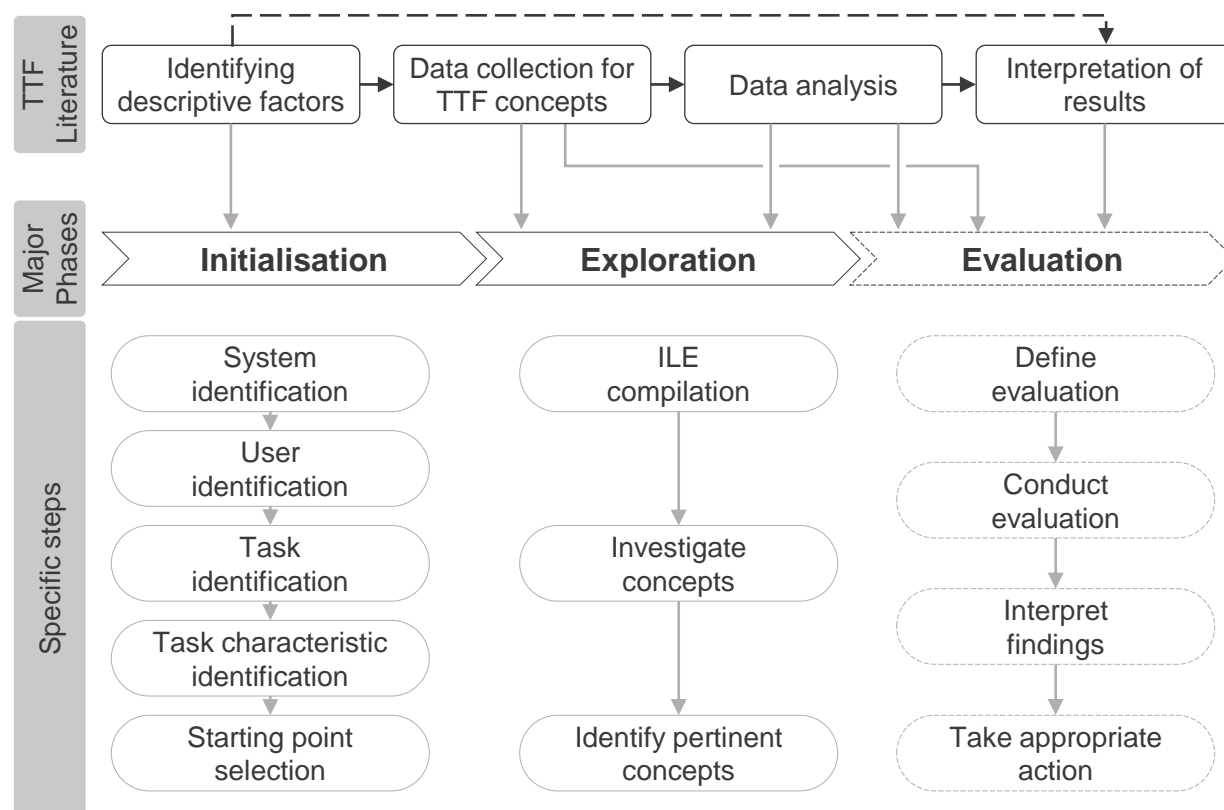 TTF
Literature
Identifying
descriptive factors
Data collection for
TTF concepts
Data analysis
Interpretation of
results
Major
Phases
Initialisation
Exploration
Evaluation
Specific steps
System
identification
User
identification
Task
identification
Task characteristic
identification
Starting point
selection
ILE
compilation
Investigate
concepts
Identify pertinent
concepts
Define
evaluation
Conduct
evaluation
Interpret
findings
Take appropriate
action